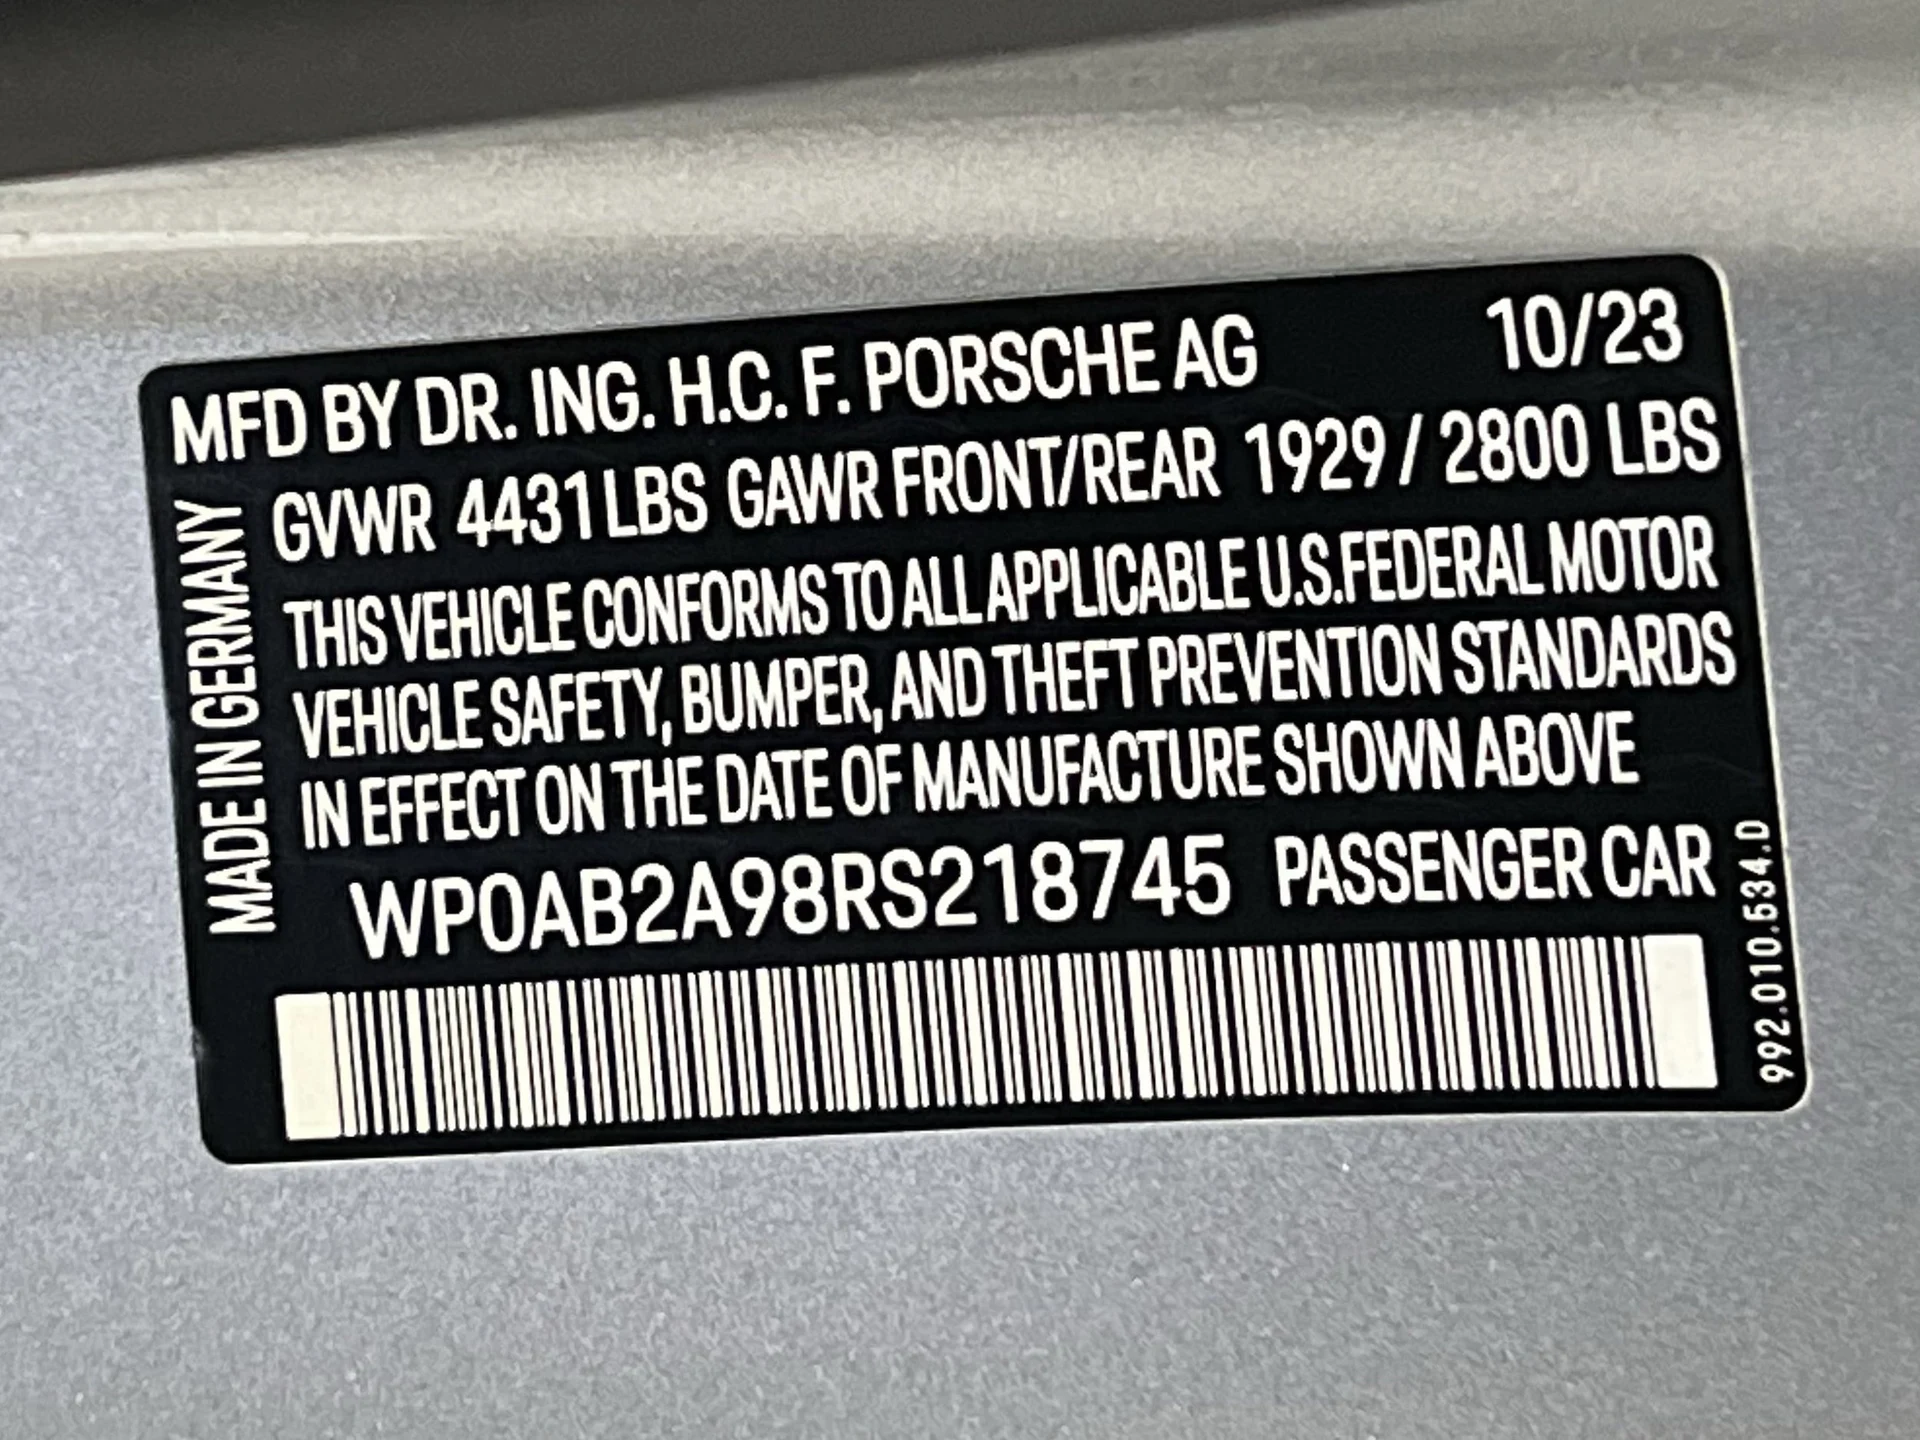 MFD BY DR. ING. H.C. F. PORSCHE AG 10/23
GVWR 4431 LBS GAWR FRONT/REAR 1929 / 2800 LBS
THIS VEHICLE CONFORMS TO ALL APPLICABLE U.S.FEDERAL MOTOR
VEHICLE SAFETY, BUMPER, AND THEFT PREVENTION STANDARDS
IN EFFECT ON THE DATE OF MANUFACTURE SHOWN ABOVE
WP0AB2A98RS218745 PASSENGER CAR
MADE IN GERMANY
992.010.534.D